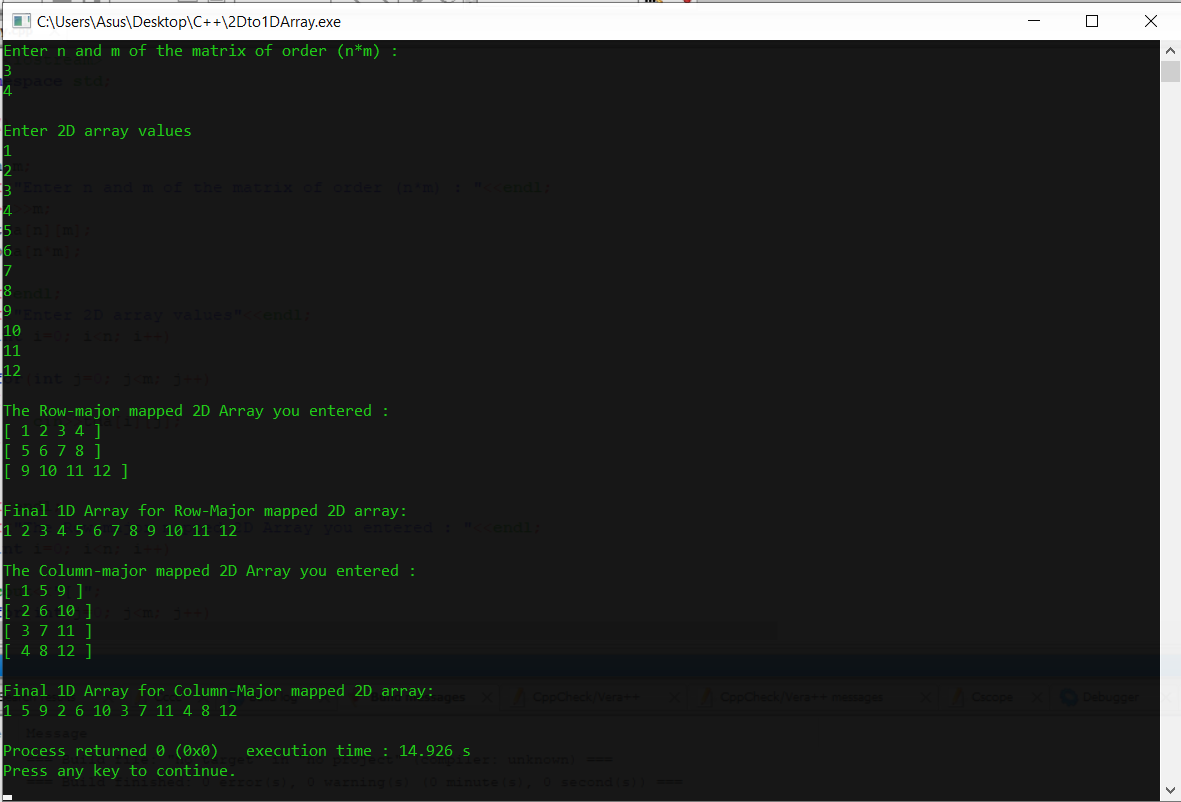 C:\Users\Asus\Desktop\C++\2Dto1DArray.exe
Enter n and m of the matrix of order (n*m) :
3
4
Enter 2D array values
1
2
3
4
5
6
7
8
9
10
11
12
The Row-major mapped 2D Array you entered :
[ 1 2 3 4 ]
[ 5 6 7 8 ]
[ 9 10 11 12 ]
Final 1D Array for Row-Major mapped 2D array:
1 2 3 4 5 6 7 8 9 10 11 12
The Column-major mapped 2D Array you entered :
[ 1 5 9 ]
[ 2 6 10 ]
[ 3 7 11 ]
[ 4 8 12 ]
Final 1D Array for Column-Major mapped 2D array:
1 5 9 2 6 10 3 7 11 4 8 12
Process returned 0 (0x0)   execution time : 14.926 s
Press any key to continue.